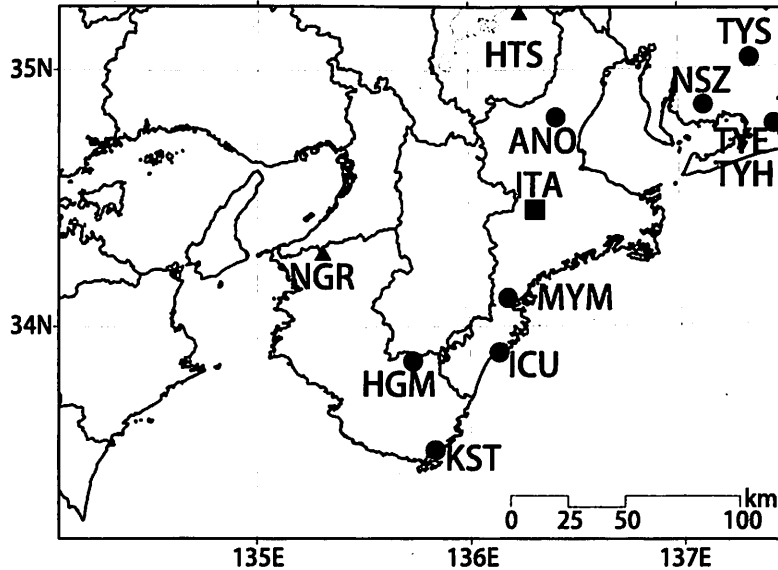 TYS
35N
HTS
NSZ
ANO
TYE
TYH
ITA
NGR
MYM
34N
HGM
ICU
KST
km
0 25 50 100
135E 136E 137E